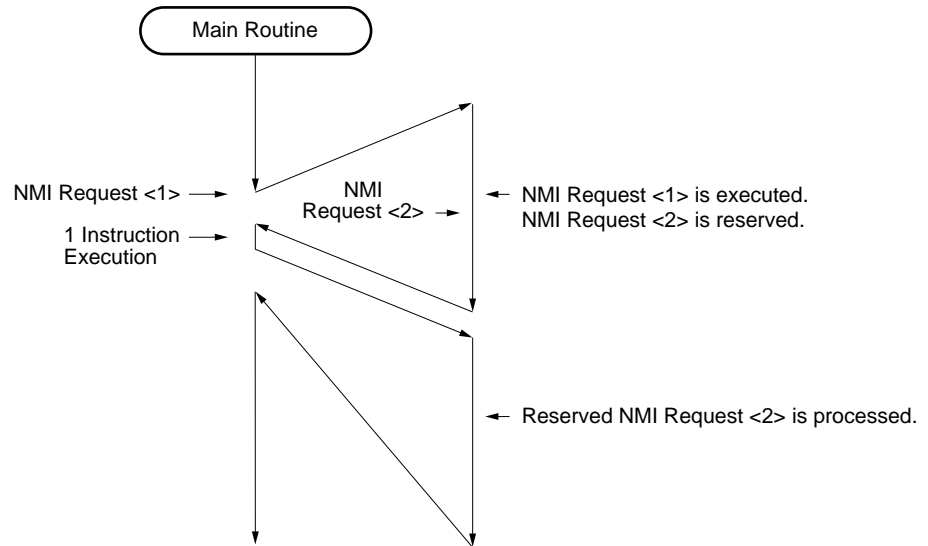 Main Routine
NMI Request <1>
NMI
Request <2>
NMI Request <1> is executed.
NMI Request <2> is reserved.
1 Instruction
Execution
Reserved NMI Request <2> is processed.